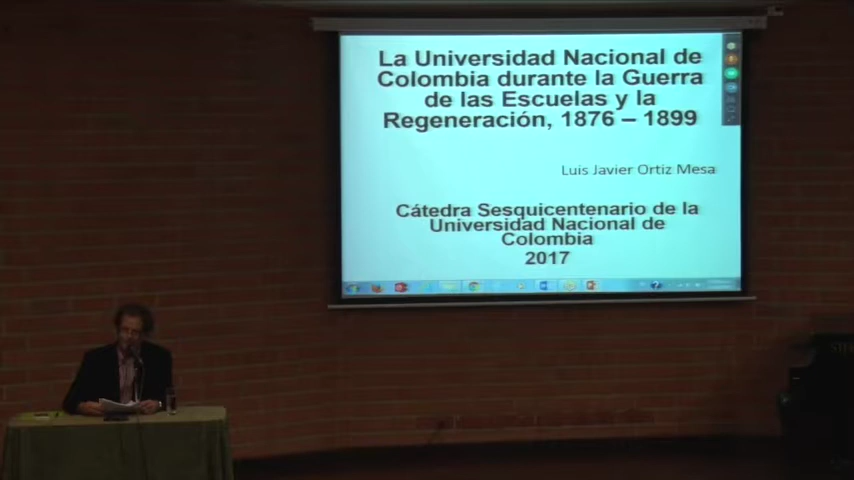 La Universidad Nacional de
Colombia durante la Guerra
de las Escuelas y la
Regeneración, 1876 – 1899
Luis Javier Ortiz Mesa
Cátedra Sesquicentenario de la
Universidad Nacional de
Colombia
2017